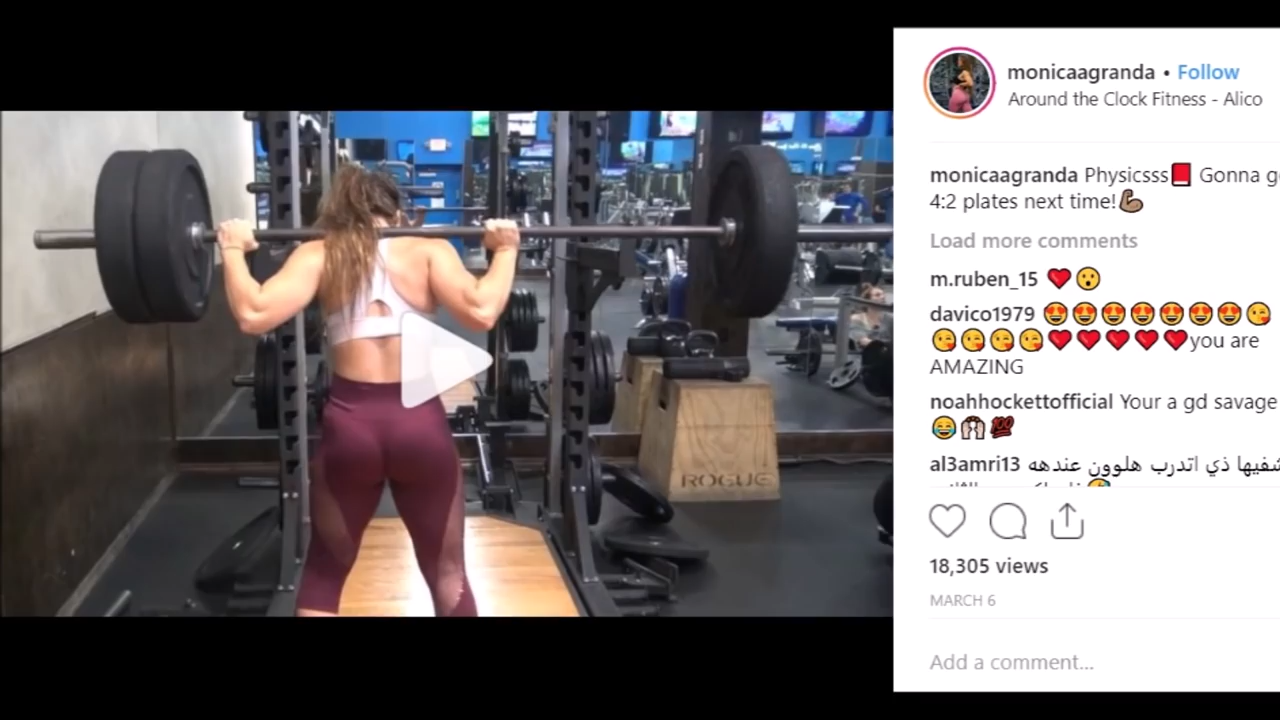 monicaagranda • Follow
Around the Clock Fitness - Alico
monicaagranda Physicsss📕 Gonna
4:2 plates next time!💪🏽
Load more comments
m.ruben_15 ❤️😮
davico1979 😍😍😍😍😍😍😍😘
😘😘😘😘❤️❤️❤️❤️❤️you are
AMAZING
noahhockettofficial Your a gd savage
😂🙌🏻💯
al3amri13 ذي اتدرب هلوون عندهه
18,305 views
MARCH 6
Add a comment...
ROGUE